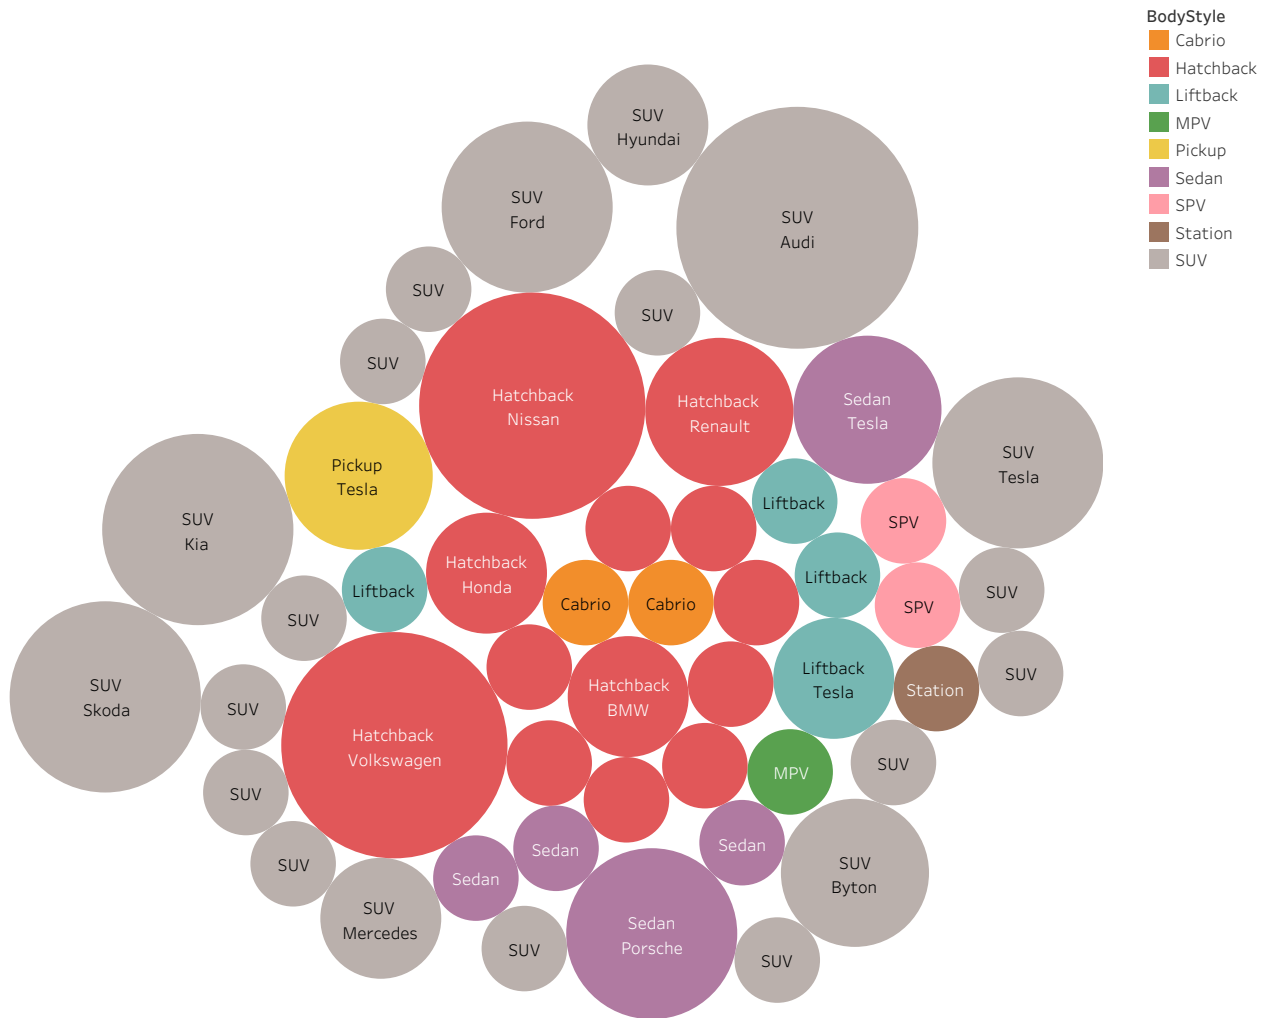 BodyStyle
Cabrio
Hatchback
Liftback
MPV
Pickup
Sedan
SPV
Station
SUV
SUV
Hyundai
SUV
Ford
SUV
Audi
SUV
SUV
SUV
Hatchback
Nissan
Hatchback
Renault
Sedan
Tesla
SUV
Tesla
Pickup
Tesla
Liftback
SPV
SUV
Kia
Hatchback
Honda
Liftback
Liftback
SUV
Cabrio
Cabrio
SPV
SUV
SUV
Skoda
Hatchback
BMW
Liftback
Tesla
Station
SUV
SUV
Hatchback
Volkswagen
SUV
MPV
SUV
SUV
Sedan
Sedan
SUV
Byton
Sedan
SUV
Mercedes
Sedan
Porsche
SUV
SUV